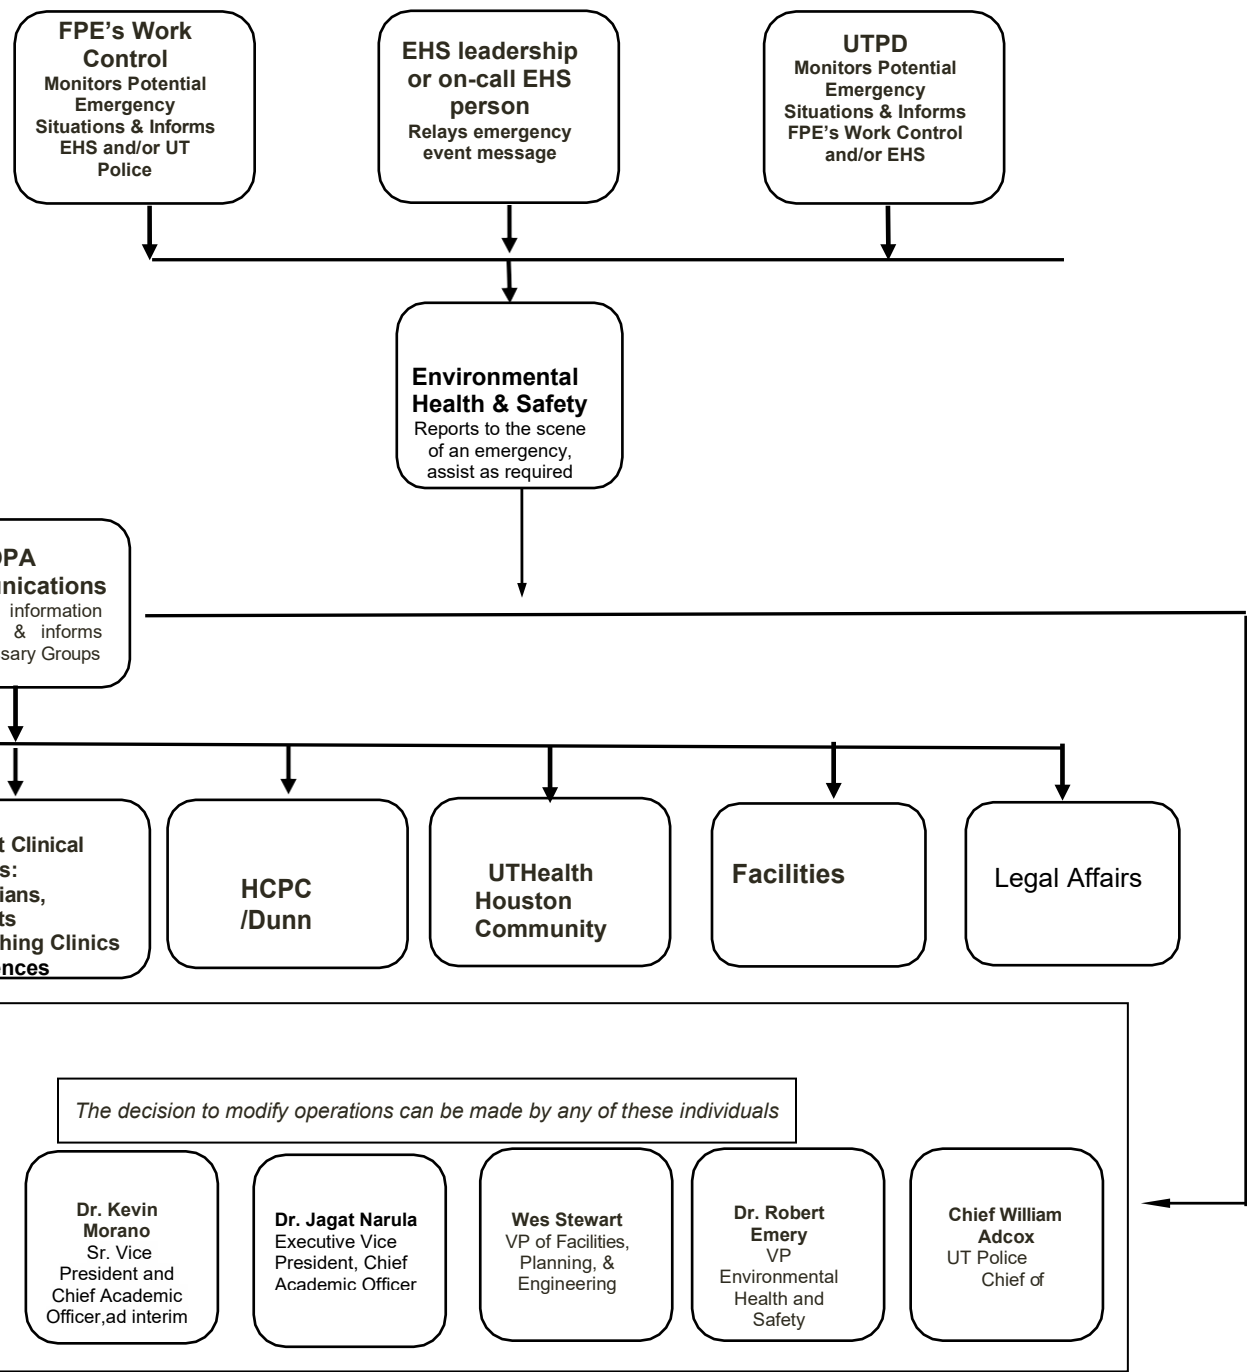 FPE's Work
Control
Monitors Potential
Emergency
Situations & Informs
EHS and/or UT
Police
EHS leadership
or on-call EHS
person
Relays emergency
event message
UTPD
Monitors Potential
Emergency
Situations & Informs
FPE's Work Control
and/or EHS
Environmental
Health & Safety
Reports to the scene
of an emergency,
assist as required
information
& informs
Groups
Clinical
Clinics
HCPC
/Dunn
UTHealth
Houston
Community
Facilities
Legal Affairs
The decision to modify operations can be made by any of these individuals
Dr. Kevin
Morano
Sr. Vice
President and
Chief Academic
Officer,ad interim
Dr. Jagat Narula
Executive Vice
President, Chief
Academic Officer
Wes Stewart
VP of Facilities,
Planning, &
Engineering
Dr. Robert
Emery
VP
Environmental
Health and
Safety
Chief William
Adcox
UT Police
Chief of